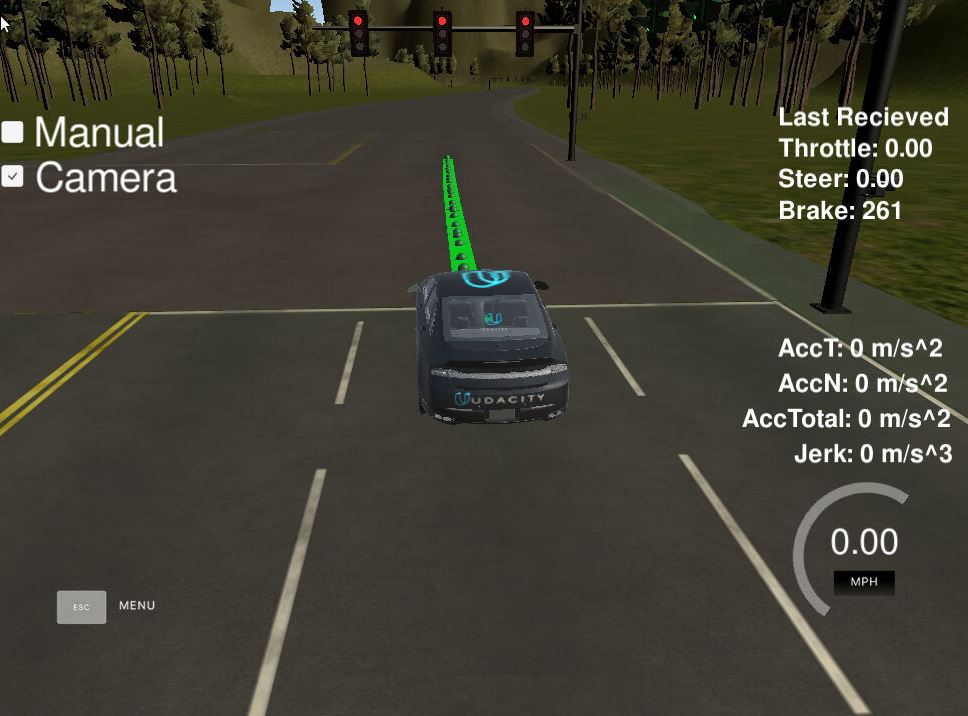 Manual
Camera
Last Recieved
Throttle: 0.00
Steer: 0.00
Brake: 261
UDACITY
AccT: 0 m/s^2
AccN: 0 m/s^2
AccTotal: 0 m/s^2
Jerk: 0 m/s^3
0.00
MPH
ESC
MENU